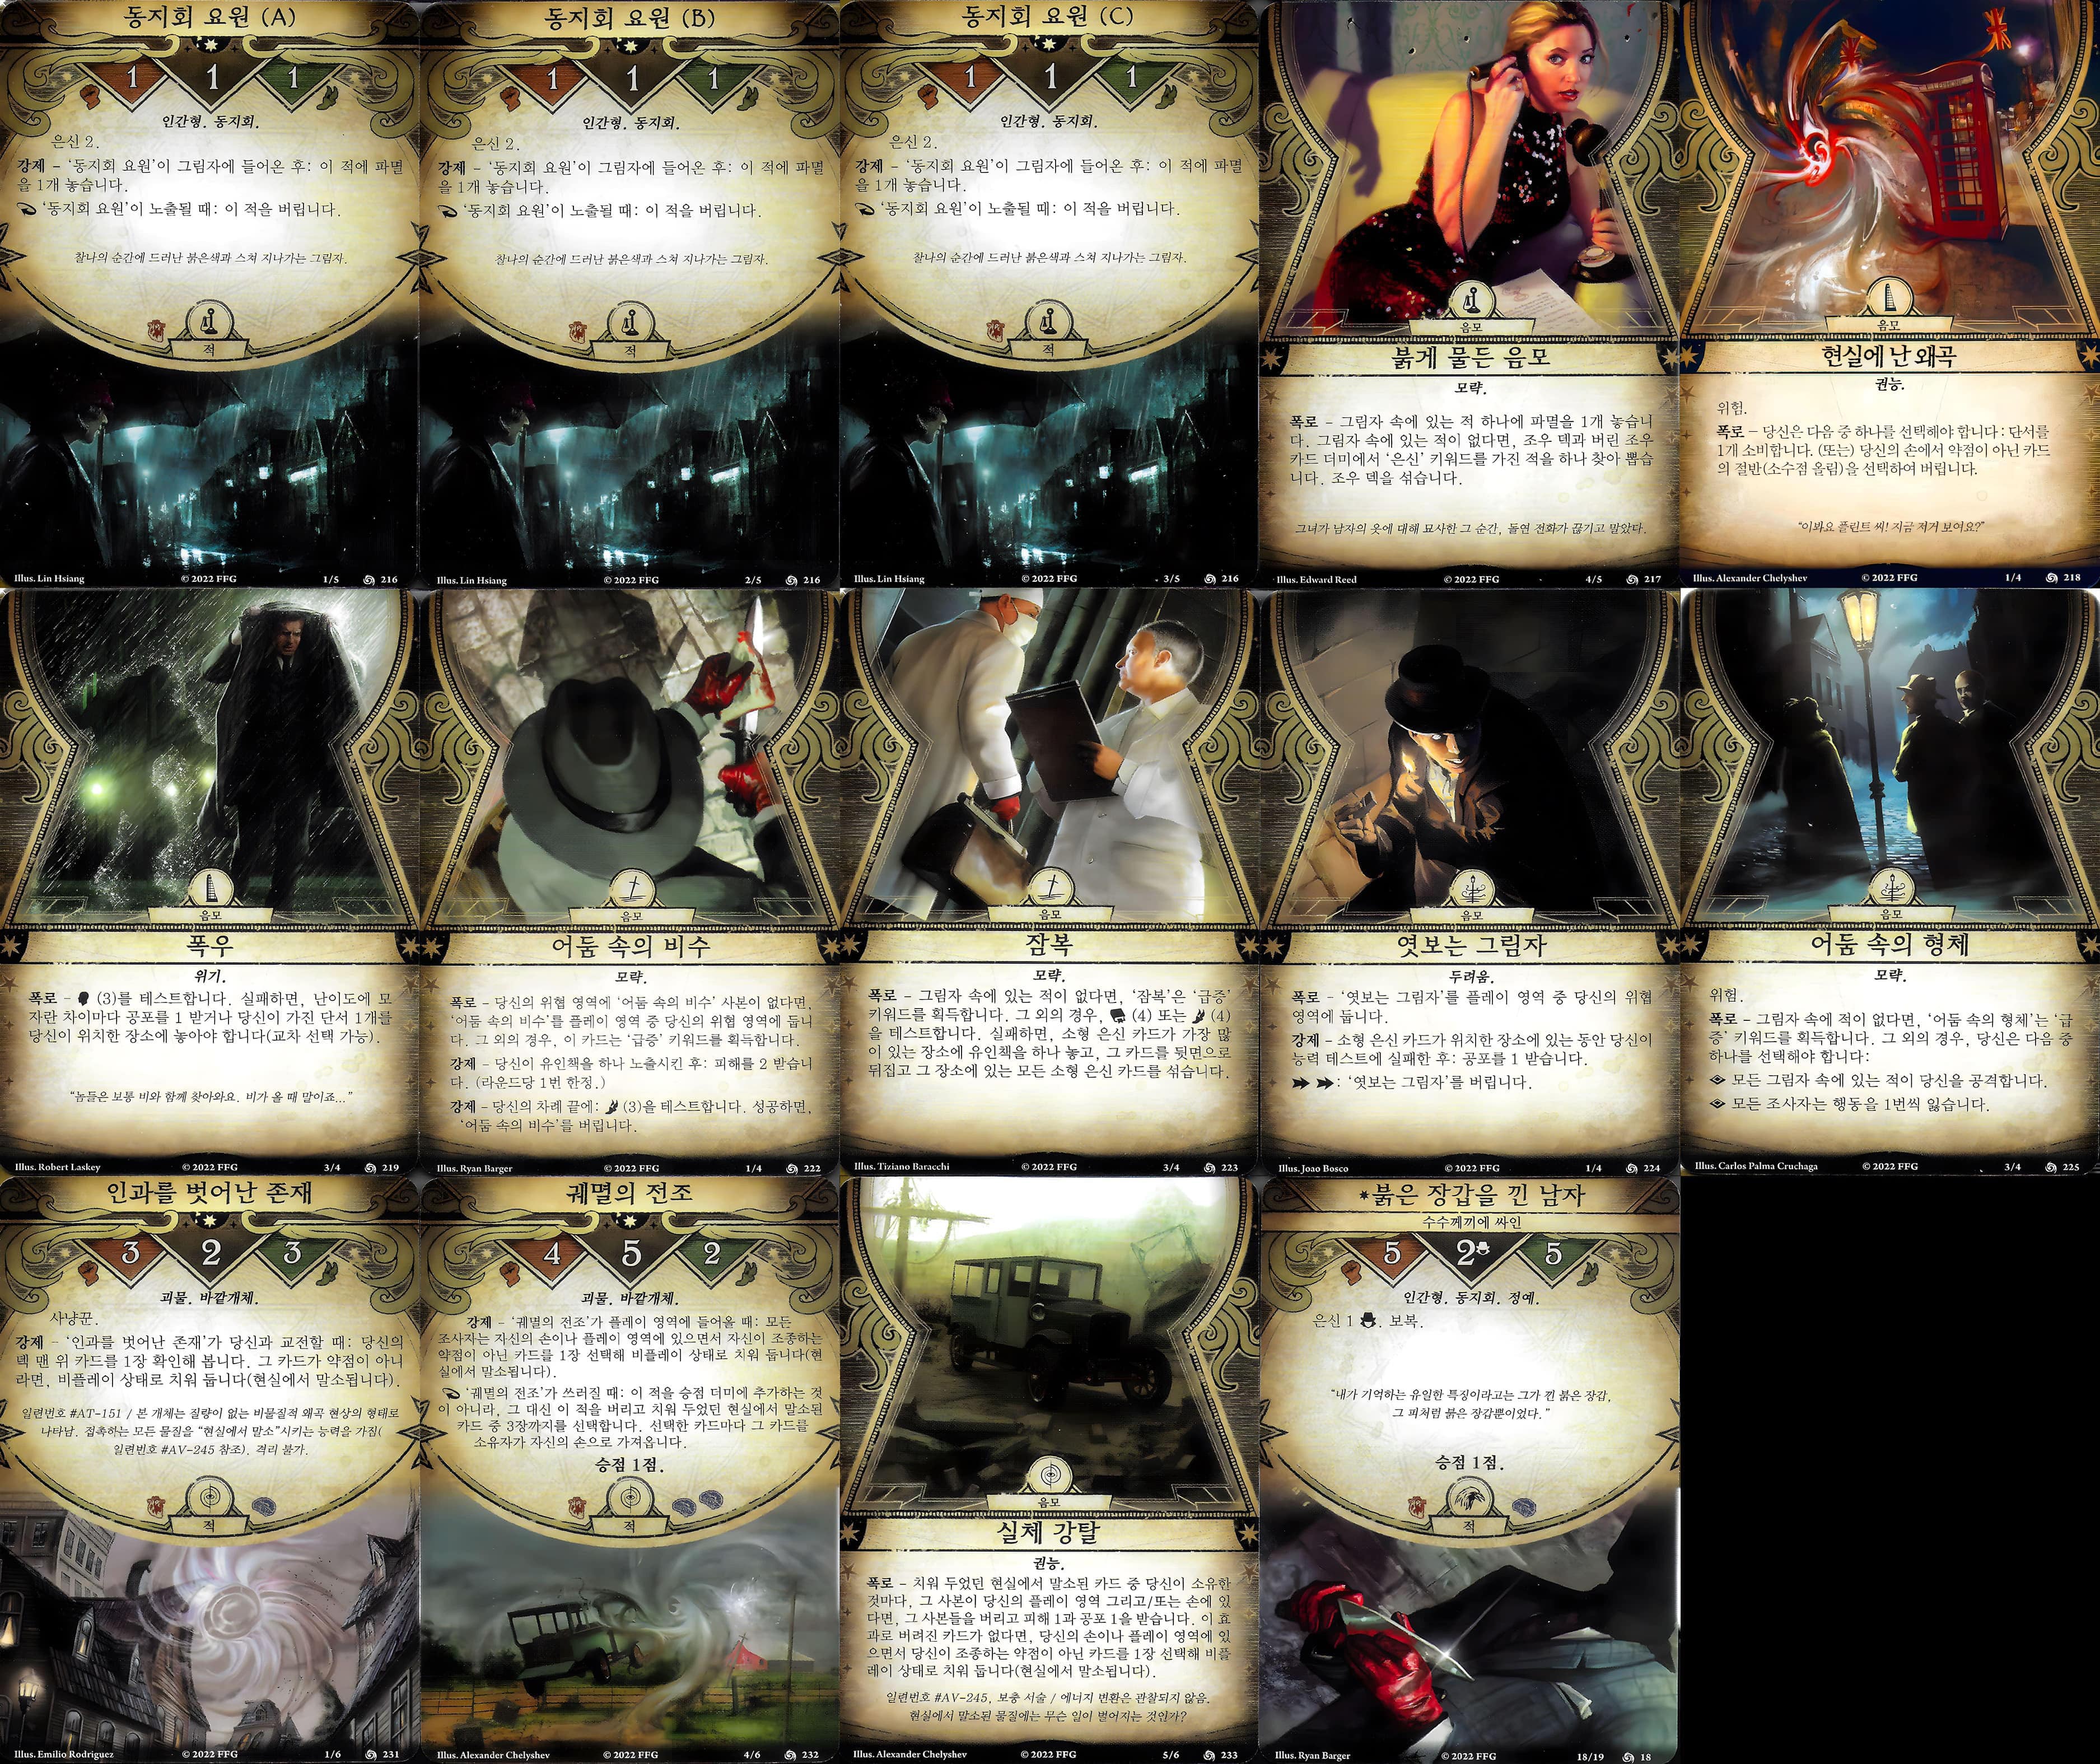 동지회 요원 (A)
1 1 1
인간형. 동지회.
은신 2.
강제 – ‘동지회 요원’이 그림자에 들어온 후: 이 적에 파멸
을 1개 놓습니다.
‘동지회 요원’이 노출될 때: 이 적을 버립니다.
찰나의 순간에 드러난 붉은색과 스쳐 지나가는 그림자.
적
Illus. Lin Hsiang © 2022 FFG 1/5 216
동지회 요원 (B)
1 1 1
인간형. 동지회.
은신 2.
강제 – ‘동지회 요원’이 그림자에 들어온 후: 이 적에 파멸
을 1개 놓습니다.
‘동지회 요원’이 노출될 때: 이 적을 버립니다.
찰나의 순간에 드러난 붉은색과 스쳐 지나가는 그림자.
적
Illus. Lin Hsiang © 2022 FFG 2/5 216
동지회 요원 (C)
1 1 1
인간형. 동지회.
은신 2.
강제 – ‘동지회 요원’이 그림자에 들어온 후: 이 적에 파멸
을 1개 놓습니다.
‘동지회 요원’이 노출될 때: 이 적을 버립니다.
찰나의 순간에 드러난 붉은색과 스쳐 지나가는 그림자.
적
Illus. Lin Hsiang © 2022 FFG 3/5 216
음모
붉게 물든 음모
모략.
폭로 – 그림자 속에 있는 적 하나에 파멸을 1개 놓습니
다. 그림자 속에 있는 적이 없다면, 조우 덱과 버린 조우
카드 더미에서 ‘은신’ 키워드를 가진 적을 하나 찾아 뽑습
니다. 조우 덱을 섞습니다.
그녀가 남자의 옷에 대해 묘사한 그 순간, 돌연 전화가 끊기고 말았다.
Illus. Edward Reed © 2022 FFG 4/5 217
음모
현실에 난 왜곡
권능.
위험.
폭로 – 당신은 다음 중 하나를 선택해야 합니다: 단서를
1개 소비합니다. (또는) 당신의 손에서 약점이 아닌 카드
의 절반(소수점 올림)을 선택하여 버립니다.
“이봐요 플린트 씨! 지금 저거 보여요?”
Illus. Alexander Chelyshev © 2022 FFG 1/4 218
음모
폭우
위기.
폭로 – (3)를 테스트합니다. 실패하면, 난이도에 모
자란 차이마다 공포를 1 받거나 당신이 가진 단서 1개를
당신이 위치한 장소에 놓아야 합니다(교차 선택 가능).
“놈들은 보통 비와 함께 찾아와요. 비가 올 때 말이죠...”
Illus. Robert Laskey © 2022 FFG 3/4 219
음모
어둠 속의 비수
모략.
폭로 – 당신의 위협 영역에 ‘어둠 속의 비수’ 사본이 없다면,
‘어둠 속의 비수’를 플레이 영역 중 당신의 위협 영역에 둡니
다. 그 외의 경우, 이 카드는 ‘급증’ 키워드를 획득합니다.
강제 – 당신이 유인책을 하나 노출시킨 후: 피해를 2 받습니
다. (라운드당 1번 한정.)
강제 – 당신의 차례 끝에: (3)을 테스트합니다. 성공하면,
‘어둠 속의 비수’를 버립니다.
Illus. Ryan Barger © 2022 FFG 1/4 222
음모
잠복
모략.
폭로 – 그림자 속에 있는 적이 없다면, ‘잠복’은 ‘급증’
키워드를 획득합니다. 그 외의 경우, (4) 또는 (4)
을 테스트합니다. 실패하면, 소형 은신 카드가 가장 많
이 있는 장소에 유인책을 하나 놓고, 그 카드를 뒷면으로
뒤집고 그 장소에 있는 모든 소형 은신 카드를 섞습니다.
Illus. Tiziano Baracchi © 2022 FFG 3/4 223
음모
엿보는 그림자
두려움.
폭로 – ‘엿보는 그림자’를 플레이 영역 중 당신의 위협
영역에 둡니다.
강제 – 소형 은신 카드가 위치한 장소에 있는 동안 당신이
능력 테스트에 실패한 후: 공포를 1 받습니다.
: ‘엿보는 그림자’를 버립니다.
Illus. Joao Bosco © 2022 FFG 1/4 224
음모
어둠 속의 형체
모략.
위험.
폭로 – 그림자 속에 적이 없다면, ‘어둠 속의 형체’는 ‘급
증’ 키워드를 획득합니다. 그 외의 경우, 당신은 다음 중
하나를 선택해야 합니다:
모든 그림자 속에 있는 적이 당신을 공격합니다.
모든 조사자는 행동을 1번씩 잃습니다.
Illus. Carlos Palma Cruchaga © 2022 FFG 3/4 225
인과를 벗어난 존재
3 2 3
괴물. 바깥개체.
사냥꾼.
강제 – ‘인과를 벗어난 존재’가 당신과 교전할 때: 당신의
덱 맨 위 카드를 1장 확인해 봅니다. 그 카드가 약점이 아니
라면, 비플레이 상태로 치워 둡니다(현실에서 말소됩니다).
일련번호 #AT-151 / 본 개체는 질량이 없는 비물질적 왜곡 현상의 형태로
나타남. 접촉하는 모든 물질을 “현실에서 말소”시키는 능력을 가짐(
일련번호 #AV-245 참조). 격리 불가.
적
Illus. Emilio Rodriguez © 2022 FFG 1/6 231
궤멸의 전조
4 5 2
괴물. 바깥개체.
강제 – ‘궤멸의 전조’가 플레이 영역에 들어올 때: 모든
조사자는 자신의 손이나 플레이 영역에 있으면서 자신이 조종하는
약점이 아닌 카드를 1장 선택해 비플레이 상태로 치워 둡니다(현
실에서 말소됩니다).
‘궤멸의 전조’가 쓰러질 때: 이 적을 승점 더미에 추가하는 것
이 아니라, 그 대신 이 적을 버리고 치워 두었던 현실에서 말소된
카드 중 3장까지를 선택합니다. 선택한 카드마다 그 카드를
소유자가 자신의 손으로 가져옵니다.
승점 1점.
적
Illus. Alexander Chelyshev © 2022 FFG 4/6 232
음모
실체 강탈
권능.
폭로 – 치워 두었던 현실에서 말소된 카드 중 당신이 소유한
것마다, 그 사본이 당신의 플레이 영역 그리고/또는 손에 있
다면, 그 사본들을 버리고 피해 1과 공포 1을 받습니다. 이 효
과로 버려진 카드가 없다면, 당신의 손이나 플레이 영역에 있
으면서 당신이 조종하는 약점이 아닌 카드를 1장 선택해 비플
레이 상태로 치워 둡니다(현실에서 말소됩니다).
일련번호 #AV-245, 보충 서술 / 에너지 변환은 관찰되지 않음.
현실에서 말소된 물질에는 무슨 일이 벌어지는 것인가?
Illus. Alexander Chelyshev © 2022 FFG 5/6 233
*붉은 장갑을 낀 남자
수수께끼에 싸인
5 2 5
인간형. 동지회. 정예.
은신 1 . 보복.
“내가 기억하는 유일한 특징이라고는 그가 낀 붉은 장갑,
그 피처럼 붉은 장갑뿐이었다.”
승점 1점.
적
Illus. Ryan Barger © 2022 FFG 18/19 18